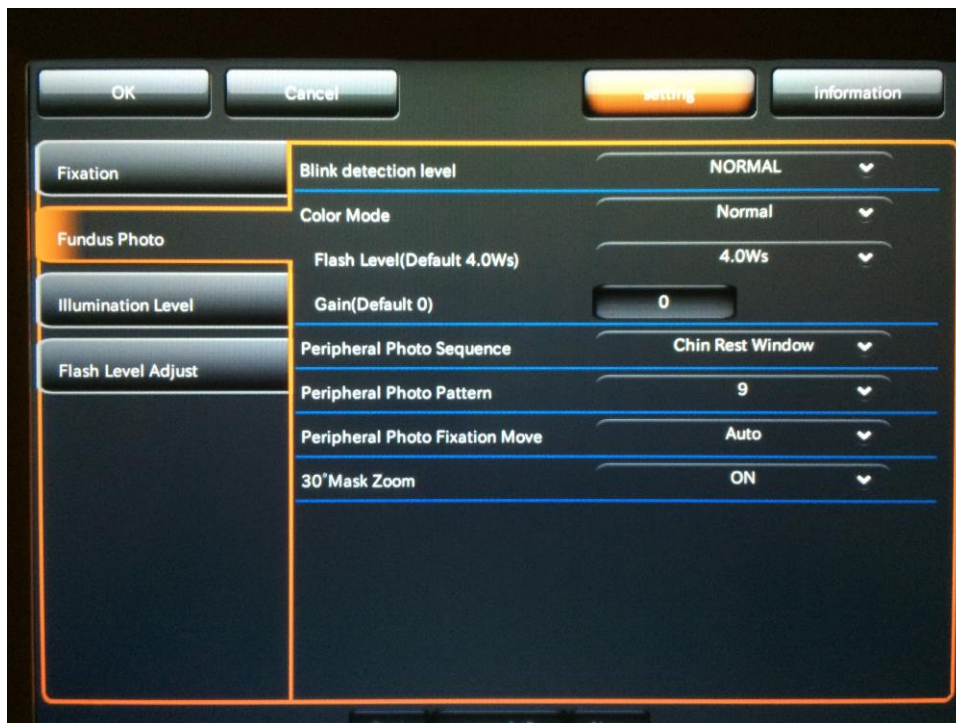 OK Cancel setting information
Fixation
Fundus Photo
Illumination Level
Flash Level Adjust
Blink detection level NORMAL
Color Mode Normal
Flash Level(Default 4.0Ws) 4.0Ws
Gain(Default 0) 0
Peripheral Photo Sequence Chin Rest Window
Peripheral Photo Pattern 9
Peripheral Photo Fixation Move Auto
30°Mask Zoom ON